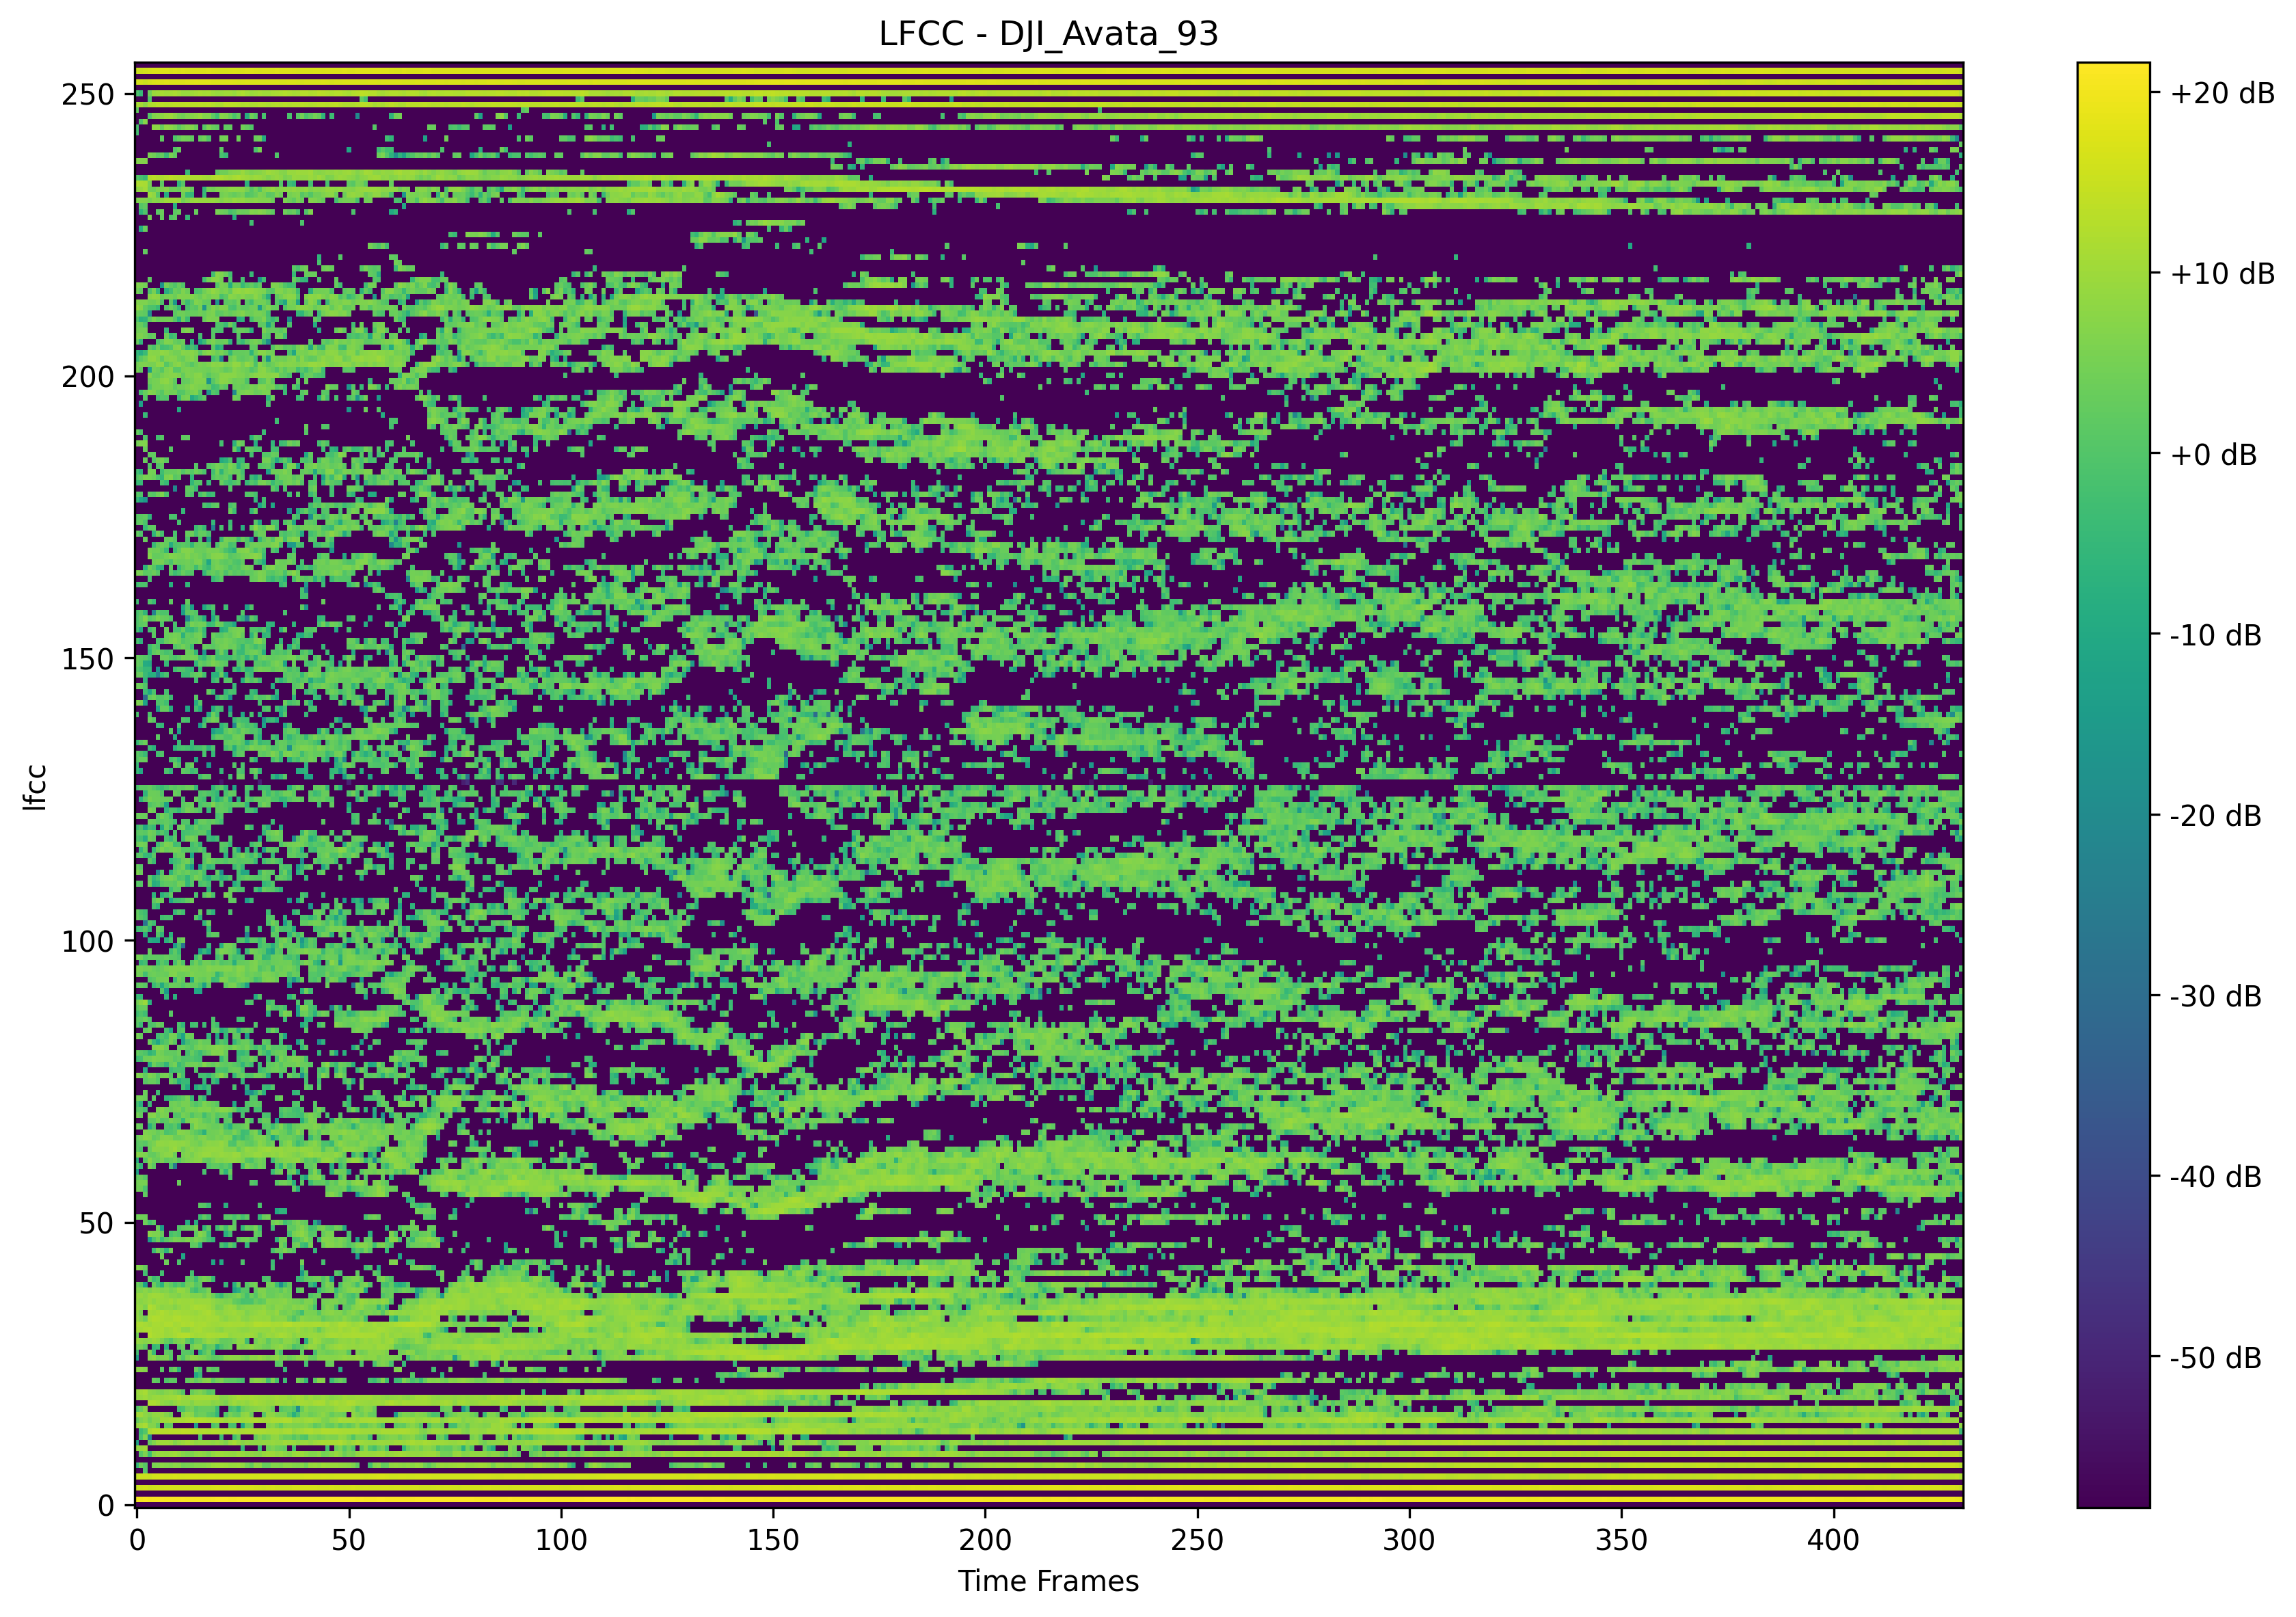 LFCC - DJI_Avata_93
250
200
150
100
50
0
lfcc
0 50 100 150 200 250 300 350 400
Time Frames
+20 dB
+10 dB
+0 dB
-10 dB
-20 dB
-30 dB
-40 dB
-50 dB